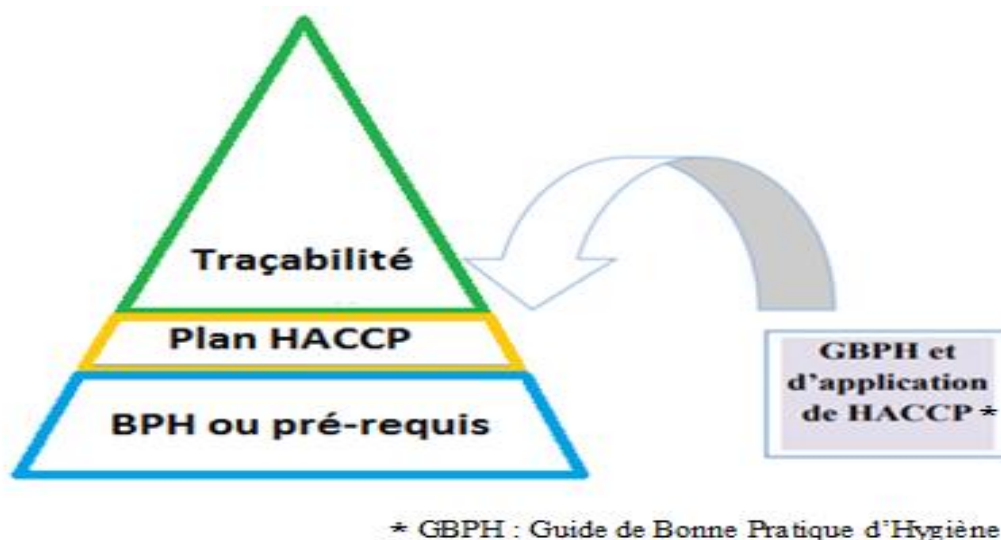 Traçabilité
Plan HACCP
BPH ou pré-requis
GBPH et
d'application
de HACCP *
* GBPH : Guide de Bonne Pratique d'Hygiène